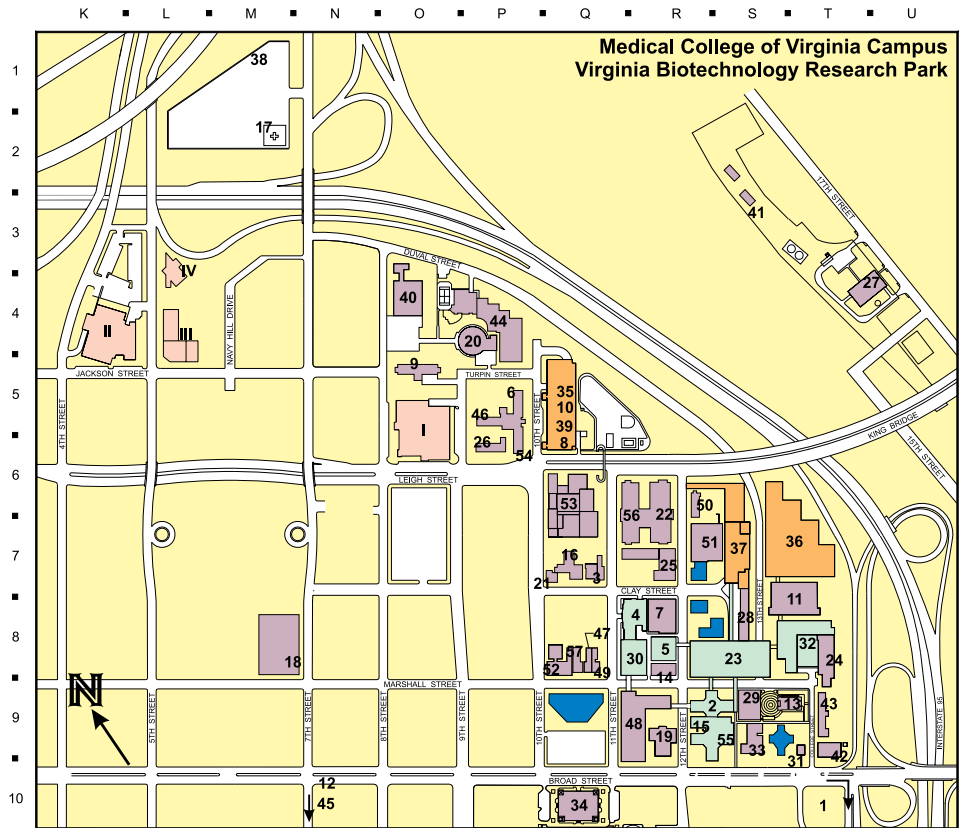 K L M N O P Q R S T U
Medical College of Virginia Campus
Virginia Biotechnology Research Park
1
38
17
2
17TH STREET
41
3
DUVAL STREET
IV
27
40
NAVY HILL DRIVE
4
44
II
III
20
9
JACKSON STREET
TURPIN STREET
5
6
35
4TH STREET
10TH STREET
10
46
39
KING BRIDGE
I
26
8
54
15TH STREET
6
LEIGH STREET
53
50
56
22
51
37
36
7
16
25
21
3
CLAY STREET
13TH STREET
11
4
7
28
8
47
5
32
57
30
23
24
18
52
49
14
N
MARSHALL STREET
5TH STREET
7TH STREET
8TH STREET
9TH STREET
10TH STREET
11TH STREET
12TH STREET
INTERSTATE 95
9
29
13
2
43
48
15
19
55
33
31
42
BROAD STREET
12
10
45
34
1